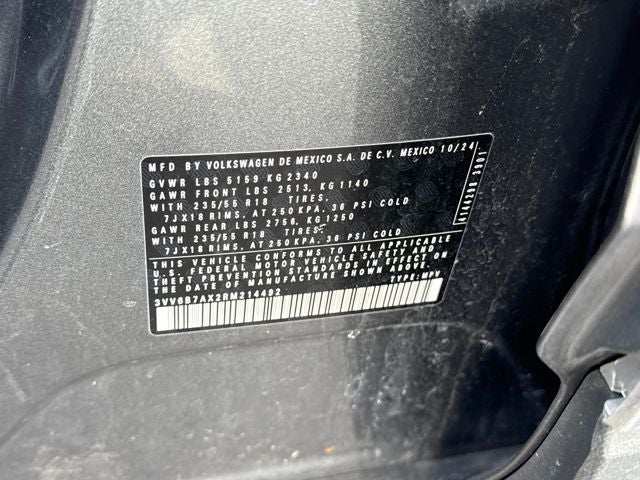 MFD BY VOLKSWAGEN DE MEXICO S.A. DE C.V. MEXICO 10/24
GVWR LBS 5159 KG 2340
GAWR FRONT LBS 2513, KG 1140
WITH 235/55 R18 TIRES.
7JX18 RIMS, AT 250 KPA, 36 PSI COLD
GAWR REAR LBS 2756, KG 1250
WITH 235/55 R18 TIRES.
7JX18 RIMS, AT 250 KPA, 36 PSI COLD
THIS VEHICLE CONFORMS TO ALL APPLICABLE
U.S. FEDERAL MOTOR VEHICLE SAFETY AND
THEFT PREVENTION STANDARDS IN EFFECT ON
DATE OF MANUFACTURE SHOWN ABOVE.
3VV6B7AX2RM214492 TYPE: MPV